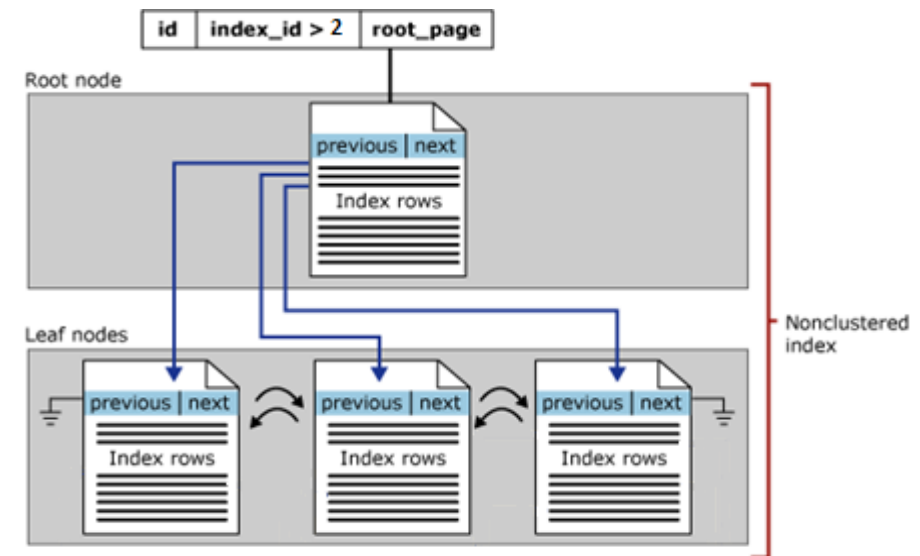 id index_id > 2 root_page
Root node
previous next
Index rows
Nonclustered
index
Leaf nodes
previous next previous next previous next
Index rows Index rows Index rows